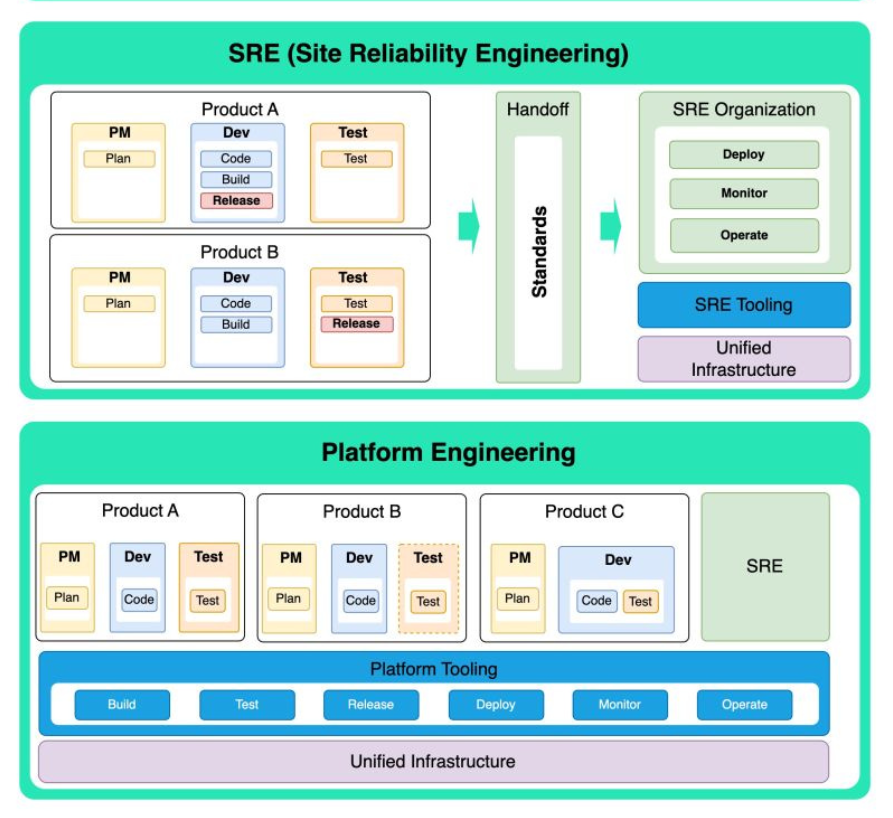 SRE (Site Reliability Engineering)
Product A
PM
Plan
Dev
Code
Build
Release
Test
Test
Product B
PM
Plan
Dev
Code
Build
Test
Test
Release
Handoff
Standards
SRE Organization
Deploy
Monitor
Operate
SRE Tooling
Unified
Infrastructure
Platform Engineering
Product A
PM
Plan
Dev
Code
Test
Test
Product B
PM
Plan
Dev
Code
Test
Test
Product C
PM
Plan
Dev
Code
Test
SRE
Platform Tooling
Build
Test
Release
Deploy
Monitor
Operate
Unified Infrastructure